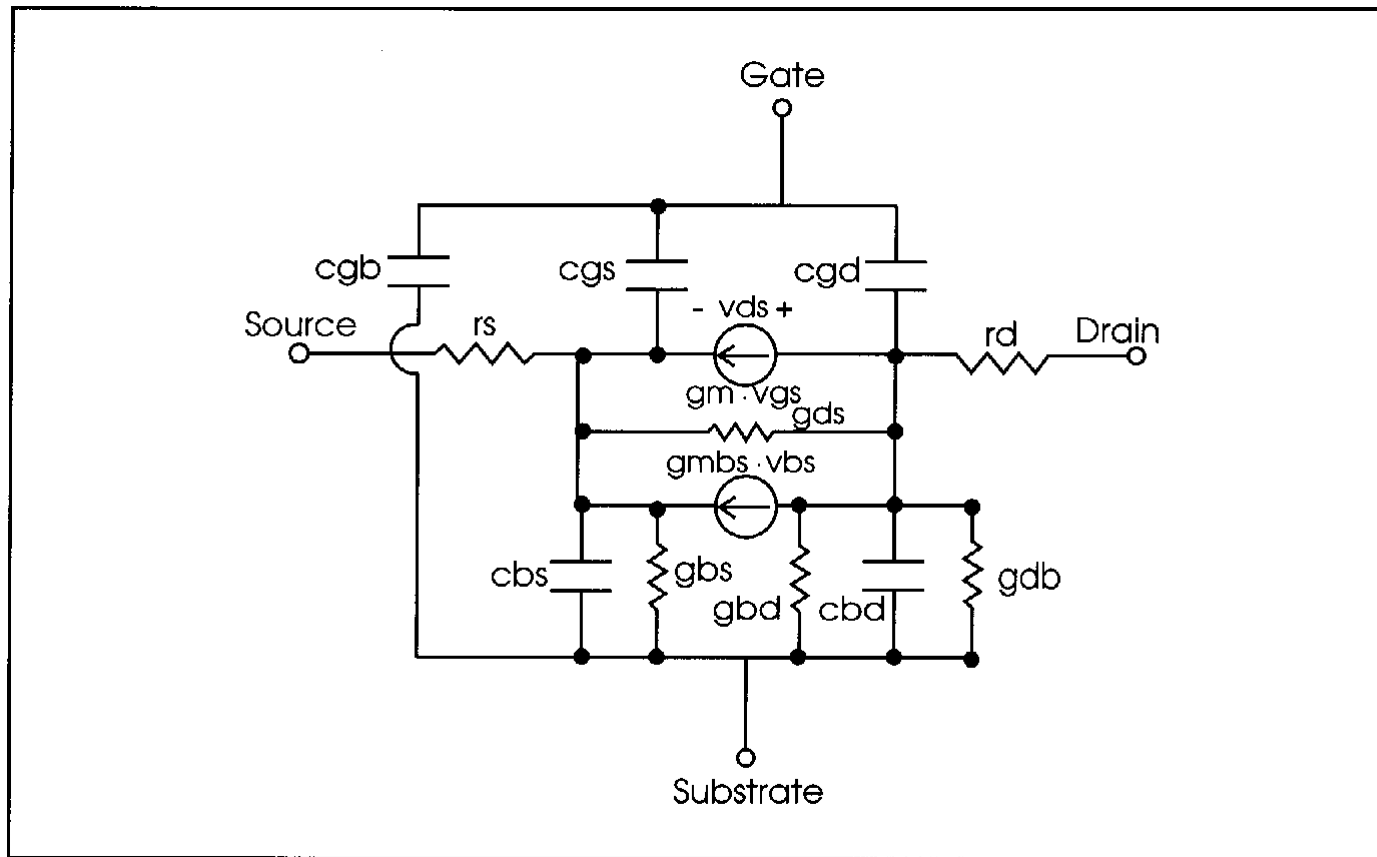 Gate
cgb
cgs
cgd
- vds +
Source
rs
rd
Drain
gm · vgs
gds
gmbs · vbs
cbs
gbs
gbd
cbd
gdb
Substrate